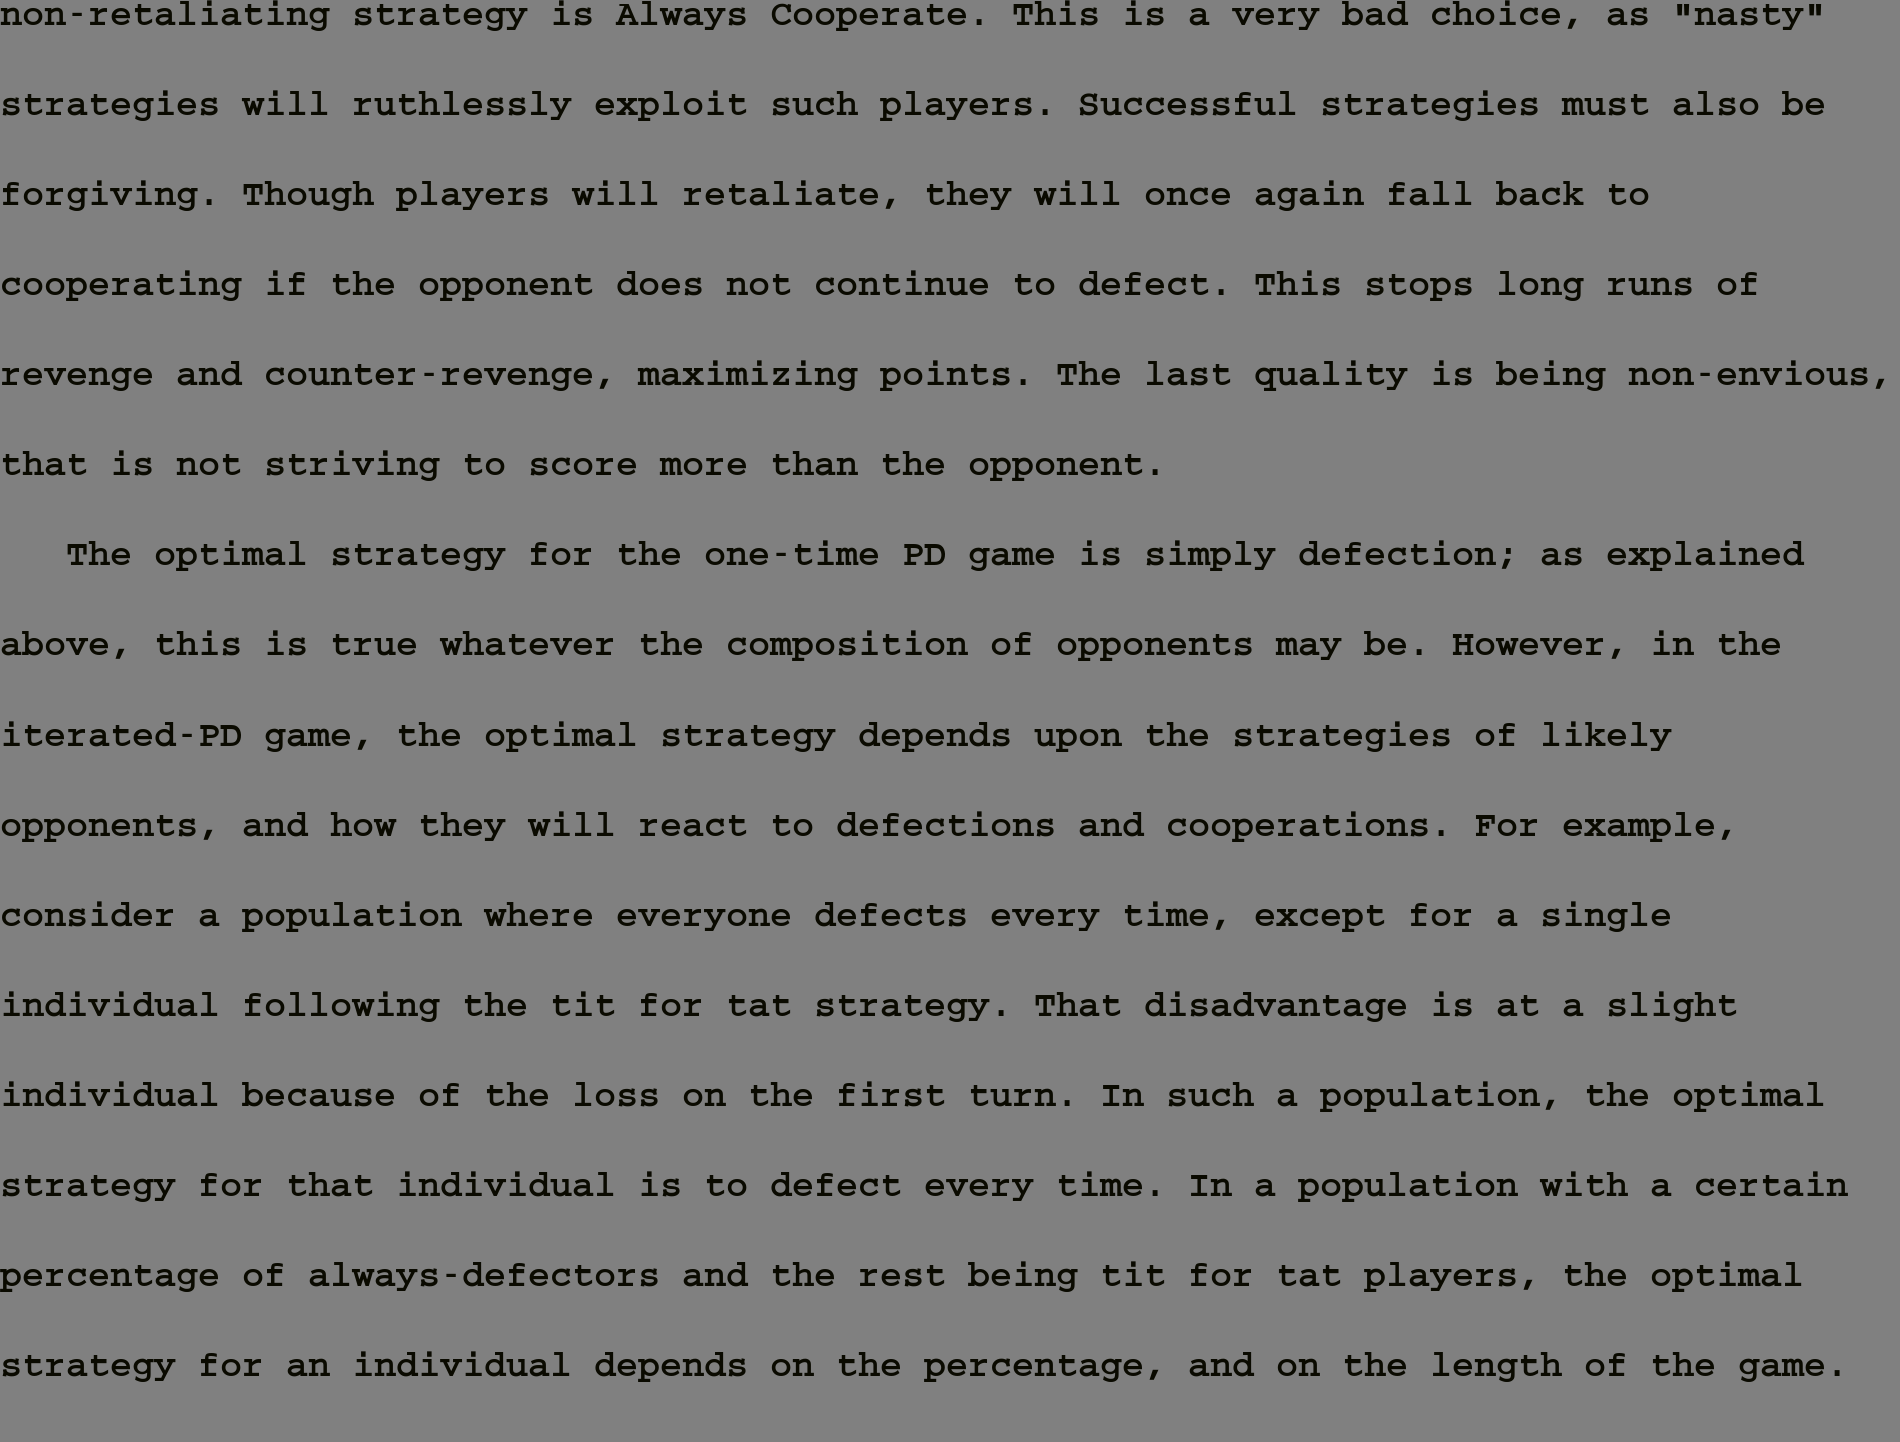 non-retaliating strategy is Always Cooperate. This is a very bad choice, as "nasty"
strategies will ruthlessly exploit such players. Successful strategies must also be
forgiving. Though players will retaliate, they will once again fall back to
cooperating if the opponent does not continue to defect. This stops long runs of
revenge and counter-revenge, maximizing points. The last quality is being non-envious,
that is not striving to score more than the opponent.
The optimal strategy for the one-time PD game is simply defection; as explained
above, this is true whatever the composition of opponents may be. However, in the
iterated-PD game, the optimal strategy depends upon the strategies of likely
opponents, and how they will react to defections and cooperations. For example,
consider a population where everyone defects every time, except for a single
individual following the tit for tat strategy. That disadvantage is at a slight
individual because of the loss on the first turn. In such a population, the optimal
strategy for that individual is to defect every time. In a population with a certain
percentage of always-defectors and the rest being tit for tat players, the optimal
strategy for an individual depends on the percentage, and on the length of the game.